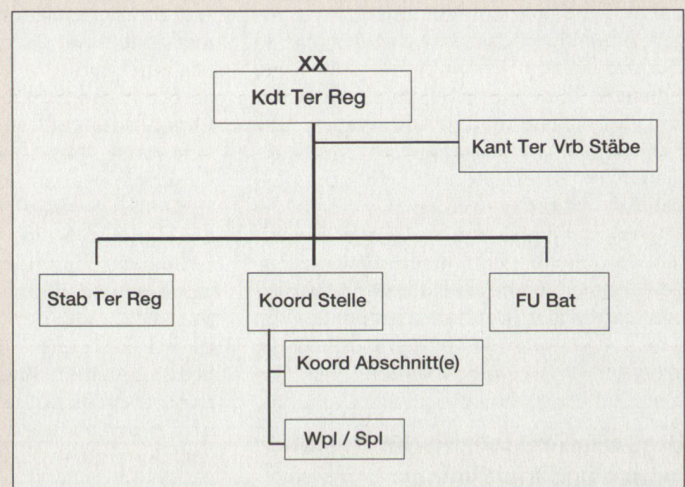 XX
Kdt Ter Reg
Kant Ter Vrb Stäbe
Stab Ter Reg
Koord Stelle
FU Bat
Koord Abschnitt(e)
Wpl / Spl